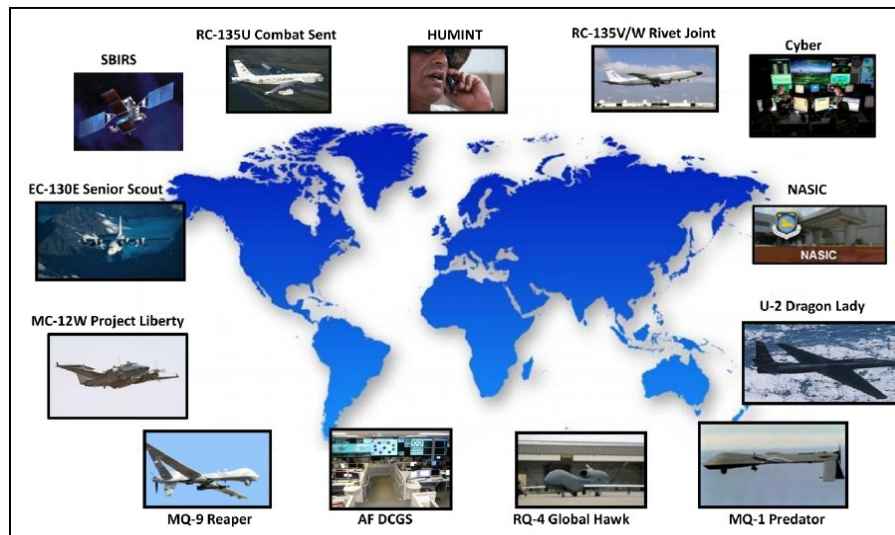 RC-135U Combat Sent
HUMINT
RC-135V/W Rivet Joint
SBIRS
Cyber
EC-130E Senior Scout
NASIC
NASIC
MC-12W Project Liberty
U-2 Dragon Lady
MQ-9 Reaper
AF DCGS
RQ-4 Global Hawk
MQ-1 Predator